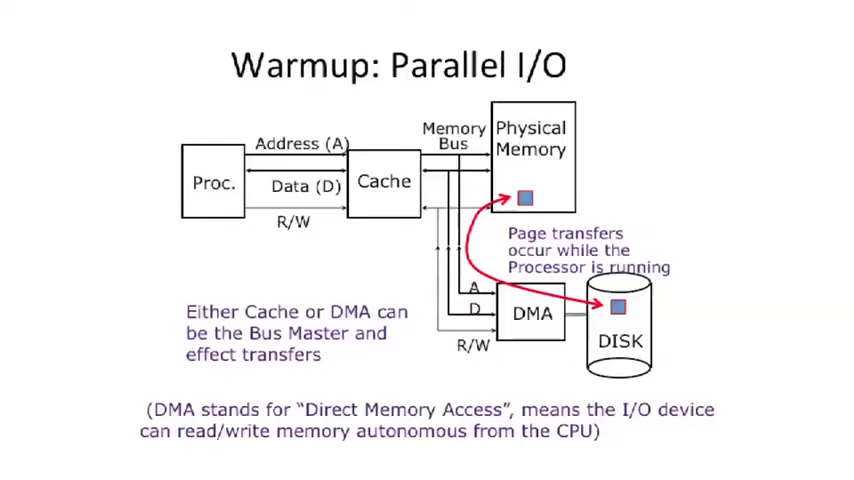 Warmup: Parallel I/O
Address (A)
Memory
Bus
Physical
Memory
Proc.
Data (D)
Cache
R/W
Page transfers
occur while the
Processor is running
A
D
DMA
R/W
DISK
Either Cache or DMA can
be the Bus Master and
effect transfers
(DMA stands for “Direct Memory Access”, means the I/O device
can read/write memory autonomous from the CPU)